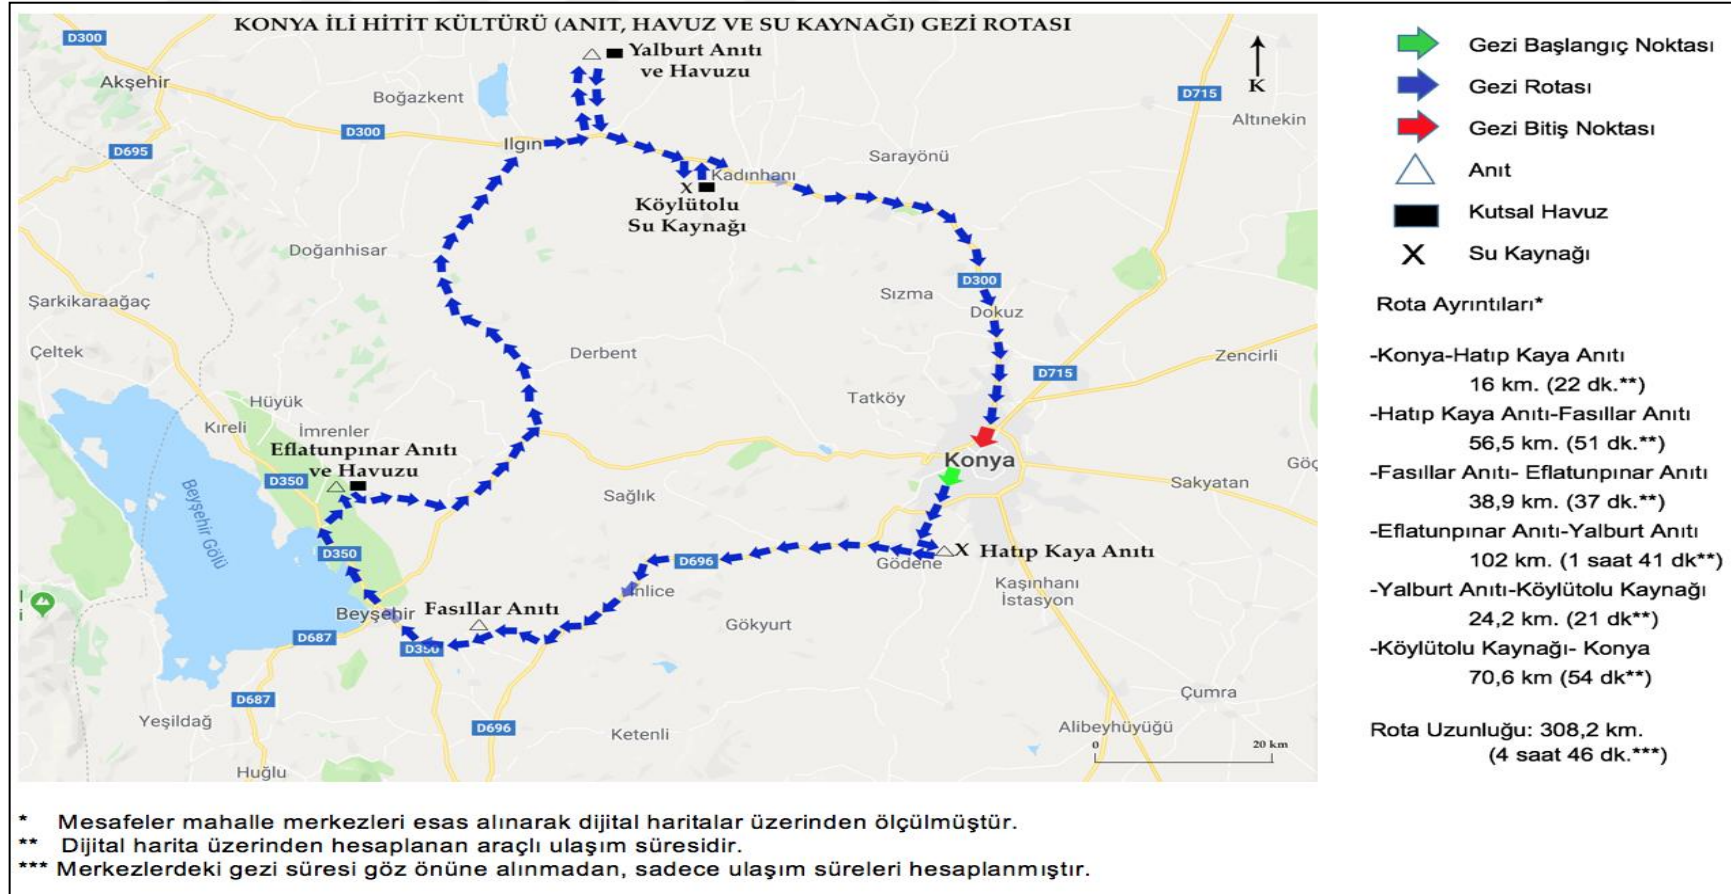 KONYA İLİ HİTİT KÜLTÜRÜ (ANIT, HAVUZ VE SU KAYNAĞI) GEZİ ROTASI
D300
Akşehir
Boğazkent
D300
D695
Ilgın
Yalburt Anıtı
ve Havuzu
K
D715
Altınekin
Sarayönü
Kadınhanı
X
Köylütolu
Su Kaynağı
Doğanhisar
Şarkikaraağaç
Çeltek
D300
Sızma
Dokuz
Derbent
Zencirli
D715
Tatköy
Hüyük
Kıreli
İmrenler
Eflatunpınar Anıtı
ve Havuzu
D350
Beyşehir Gölü
Konya
Sağlık
Sakyatan
Göç
D350
D696
X Hatıp Kaya Anıtı
Gödene
Kaşınhanı
İstasyon
Beyşehir
Fasıllar Anıtı
İnlice
Gökyurt
D687
D350
D687
D696
Yeşildağ
Ketenli
Çumra
Alibeyhüyüğü
0 20 km
Huğlu
l
i
Gezi Başlangıç Noktası
Gezi Rotası
Gezi Bitiş Noktası
Anıt
Kutsal Havuz
X Su Kaynağı
Rota Ayrıntıları*
-Konya-Hatıp Kaya Anıtı
16 km. (22 dk.**)
-Hatıp Kaya Anıtı-Fasıllar Anıtı
56,5 km. (51 dk.**)
-Fasıllar Anıtı- Eflatunpınar Anıtı
38,9 km. (37 dk.**)
-Eflatunpınar Anıtı-Yalburt Anıtı
102 km. (1 saat 41 dk**)
-Yalburt Anıtı-Köylütolu Kaynağı
24,2 km. (21 dk**)
-Köylütolu Kaynağı- Konya
70,6 km (54 dk**)
Rota Uzunluğu: 308,2 km.
(4 saat 46 dk.***)
* Mesafeler mahalle merkezleri esas alınarak dijital haritalar üzerinden ölçülmüştür.
** Dijital harita üzerinden hesaplanan araçlı ulaşım süresidir.
*** Merkezlerdeki gezi süresi göz önüne alınmadan, sadece ulaşım süreleri hesaplanmıştır.